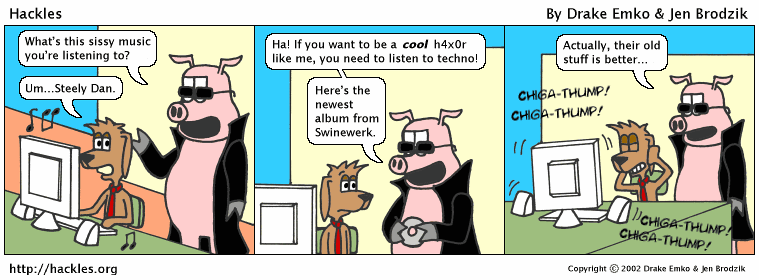 Hackles
By Drake Emko & Jen Brodzik
What's this sissy music
you're listening to?
Um...Steely Dan.
Ha! If you want to be a cool h4x0r
like me, you need to listen to techno!
Here's the
newest
album from
Swinewerk.
Actually, their old
stuff is better...
CHIGA-THUMP!
CHIGA-THUMP!
CHIGA-THUMP!
CHIGA-THUMP!
http://hackles.org
Copyright © 2002 Drake Emko & Jen Brodzik